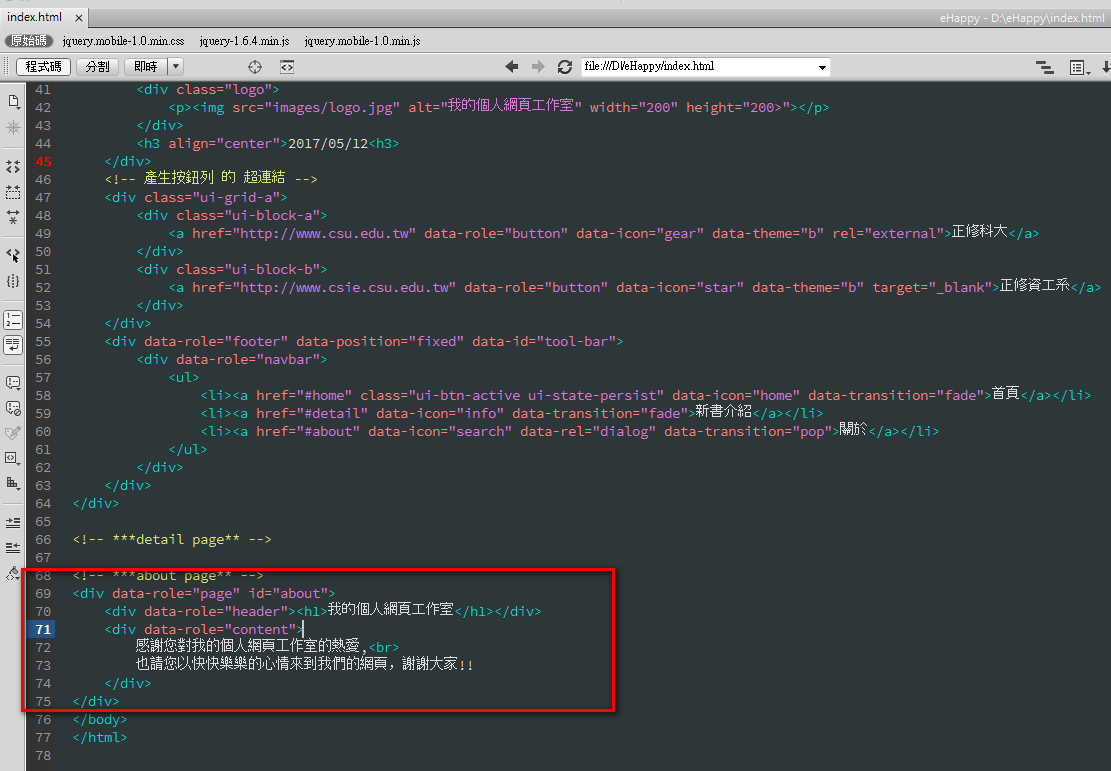 index.html ×
eHappy - D:\eHappy\index.html
原始碼 jquery.mobile-1.0.min.css jquery-1.6.4.min.js jquery.mobile-1.0.min.js
程式碼 分割 即時 file:///D|/eHappy/index.html
41 <div class="logo">
42 <p><img src="images/logo.jpg" alt="我的個人網頁工作室" width="200" height="200>"></p>
43 </div>
44 <h3 align="center">2017/05/12<h3>
45 </div>
46 <!-- 產生按鈕列 的 超連結 -->
47 <div class="ui-grid-a">
48 <div class="ui-block-a">
49 <a href="http://www.csu.edu.tw" data-role="button" data-icon="gear" data-theme="b" rel="external">正修科大</a>
50 </div>
51 <div class="ui-block-b">
52 <a href="http://www.csie.csu.edu.tw" data-role="button" data-icon="star" data-theme="b" target="_blank">正修資工系</a>
53 </div>
54 </div>
55 <div data-role="footer" data-position="fixed" data-id="tool-bar">
56 <div data-role="navbar">
57 <ul>
58 <li><a href="#home" class="ui-btn-active ui-state-persist" data-icon="home" data-transition="fade">首頁</a></li>
59 <li><a href="#detail" data-icon="info" data-transition="fade">新書介紹</a></li>
60 <li><a href="#about" data-icon="search" data-rel="dialog" data-transition="pop">關於</a></li>
61 </ul>
62 </div>
63 </div>
64 </div>
65
66 <!-- ***detail page** -->
67
68 <!-- ***about page** -->
69 <div data-role="page" id="about">
70 <div data-role="header"><h1>我的個人網頁工作室</h1></div>
71 <div data-role="content">
72 感謝您對我的個人網頁工作室的熱愛,<br>
73 也請您以快快樂樂的心情來到我們的網頁，謝謝大家!!
74 </div>
75 </div>
76 </body>
77 </html>
78